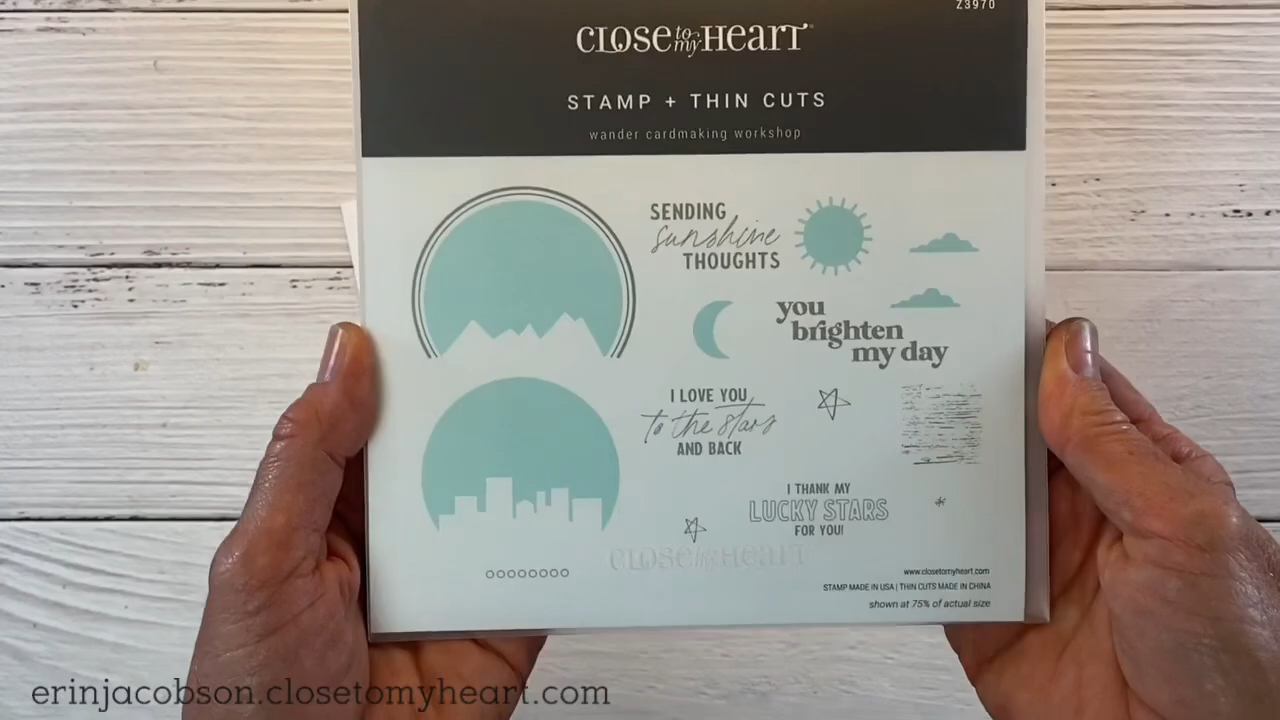 Z3970
CLOSE to my HEART®
STAMP + THIN CUTS
wander cardmaking workshop
SENDING
sunshine
THOUGHTS
you
brighten
my day
I LOVE YOU
to the stars
AND BACK
I THANK MY
LUCKY STARS
FOR YOU!
CLOSE to my HEART
www.closetomyheart.com
STAMP MADE IN USA | THIN CUTS MADE IN CHINA
shown at 75% of actual size
erinjacobson.closetomyheart.com